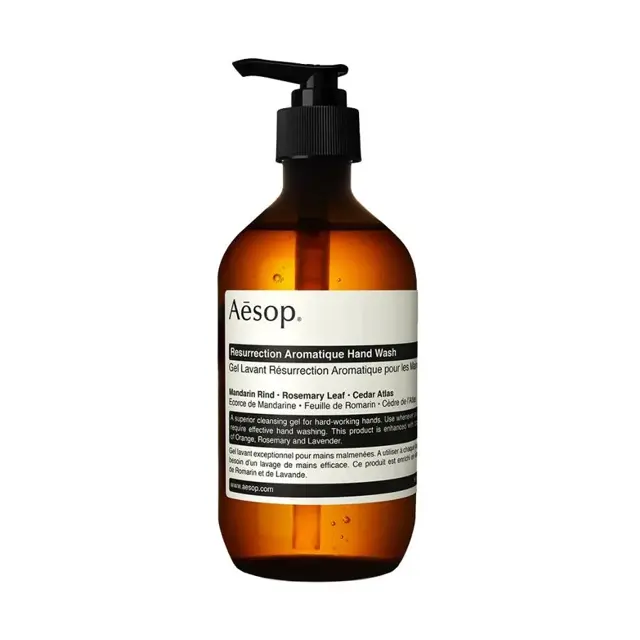 Aēsop®
Resurrection Aromatique Hand Wash
Gel Lavant Résurrection Aromatique pour les
Mandarin Rind • Rosemary Leaf • Cedar Atlas
Ecorce de Mandarine • Feuille de Romarin • Cèdre de
A superior cleansing gel for hard-working hands. Use
require effective hand washing. This product is enhanced
of Orange, Rosemary and Lavender.
Gel lavant exceptionnel pour mains malmenées. A utiliser à chaque
besoin d'un lavage de mains efficace. Ce produit est enrichi
de Romarin et de Lavande.
www.aesop.com